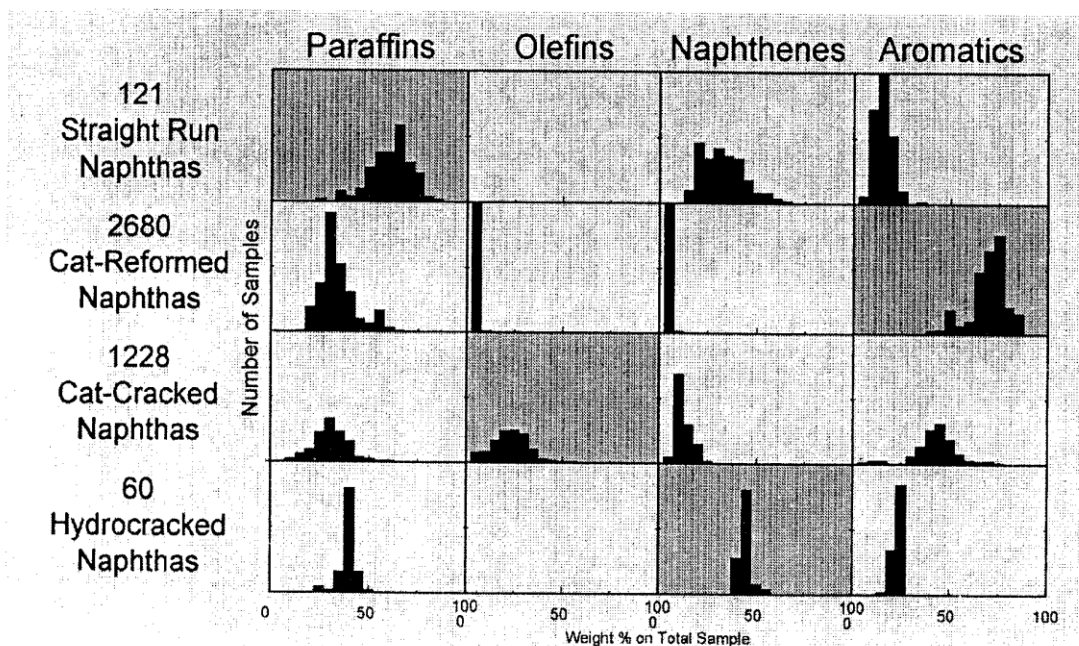 Paraffins Olefins Naphthenes Aromatics
121
Straight Run
Naphthas
2680
Cat-Reformed
Naphthas
1228
Cat-Cracked
Naphthas
60
Hydrocracked
Naphthas
Number of Samples
0 50 100 50 100 50 100 50 100
0 0 0
Weight % on Total Sample